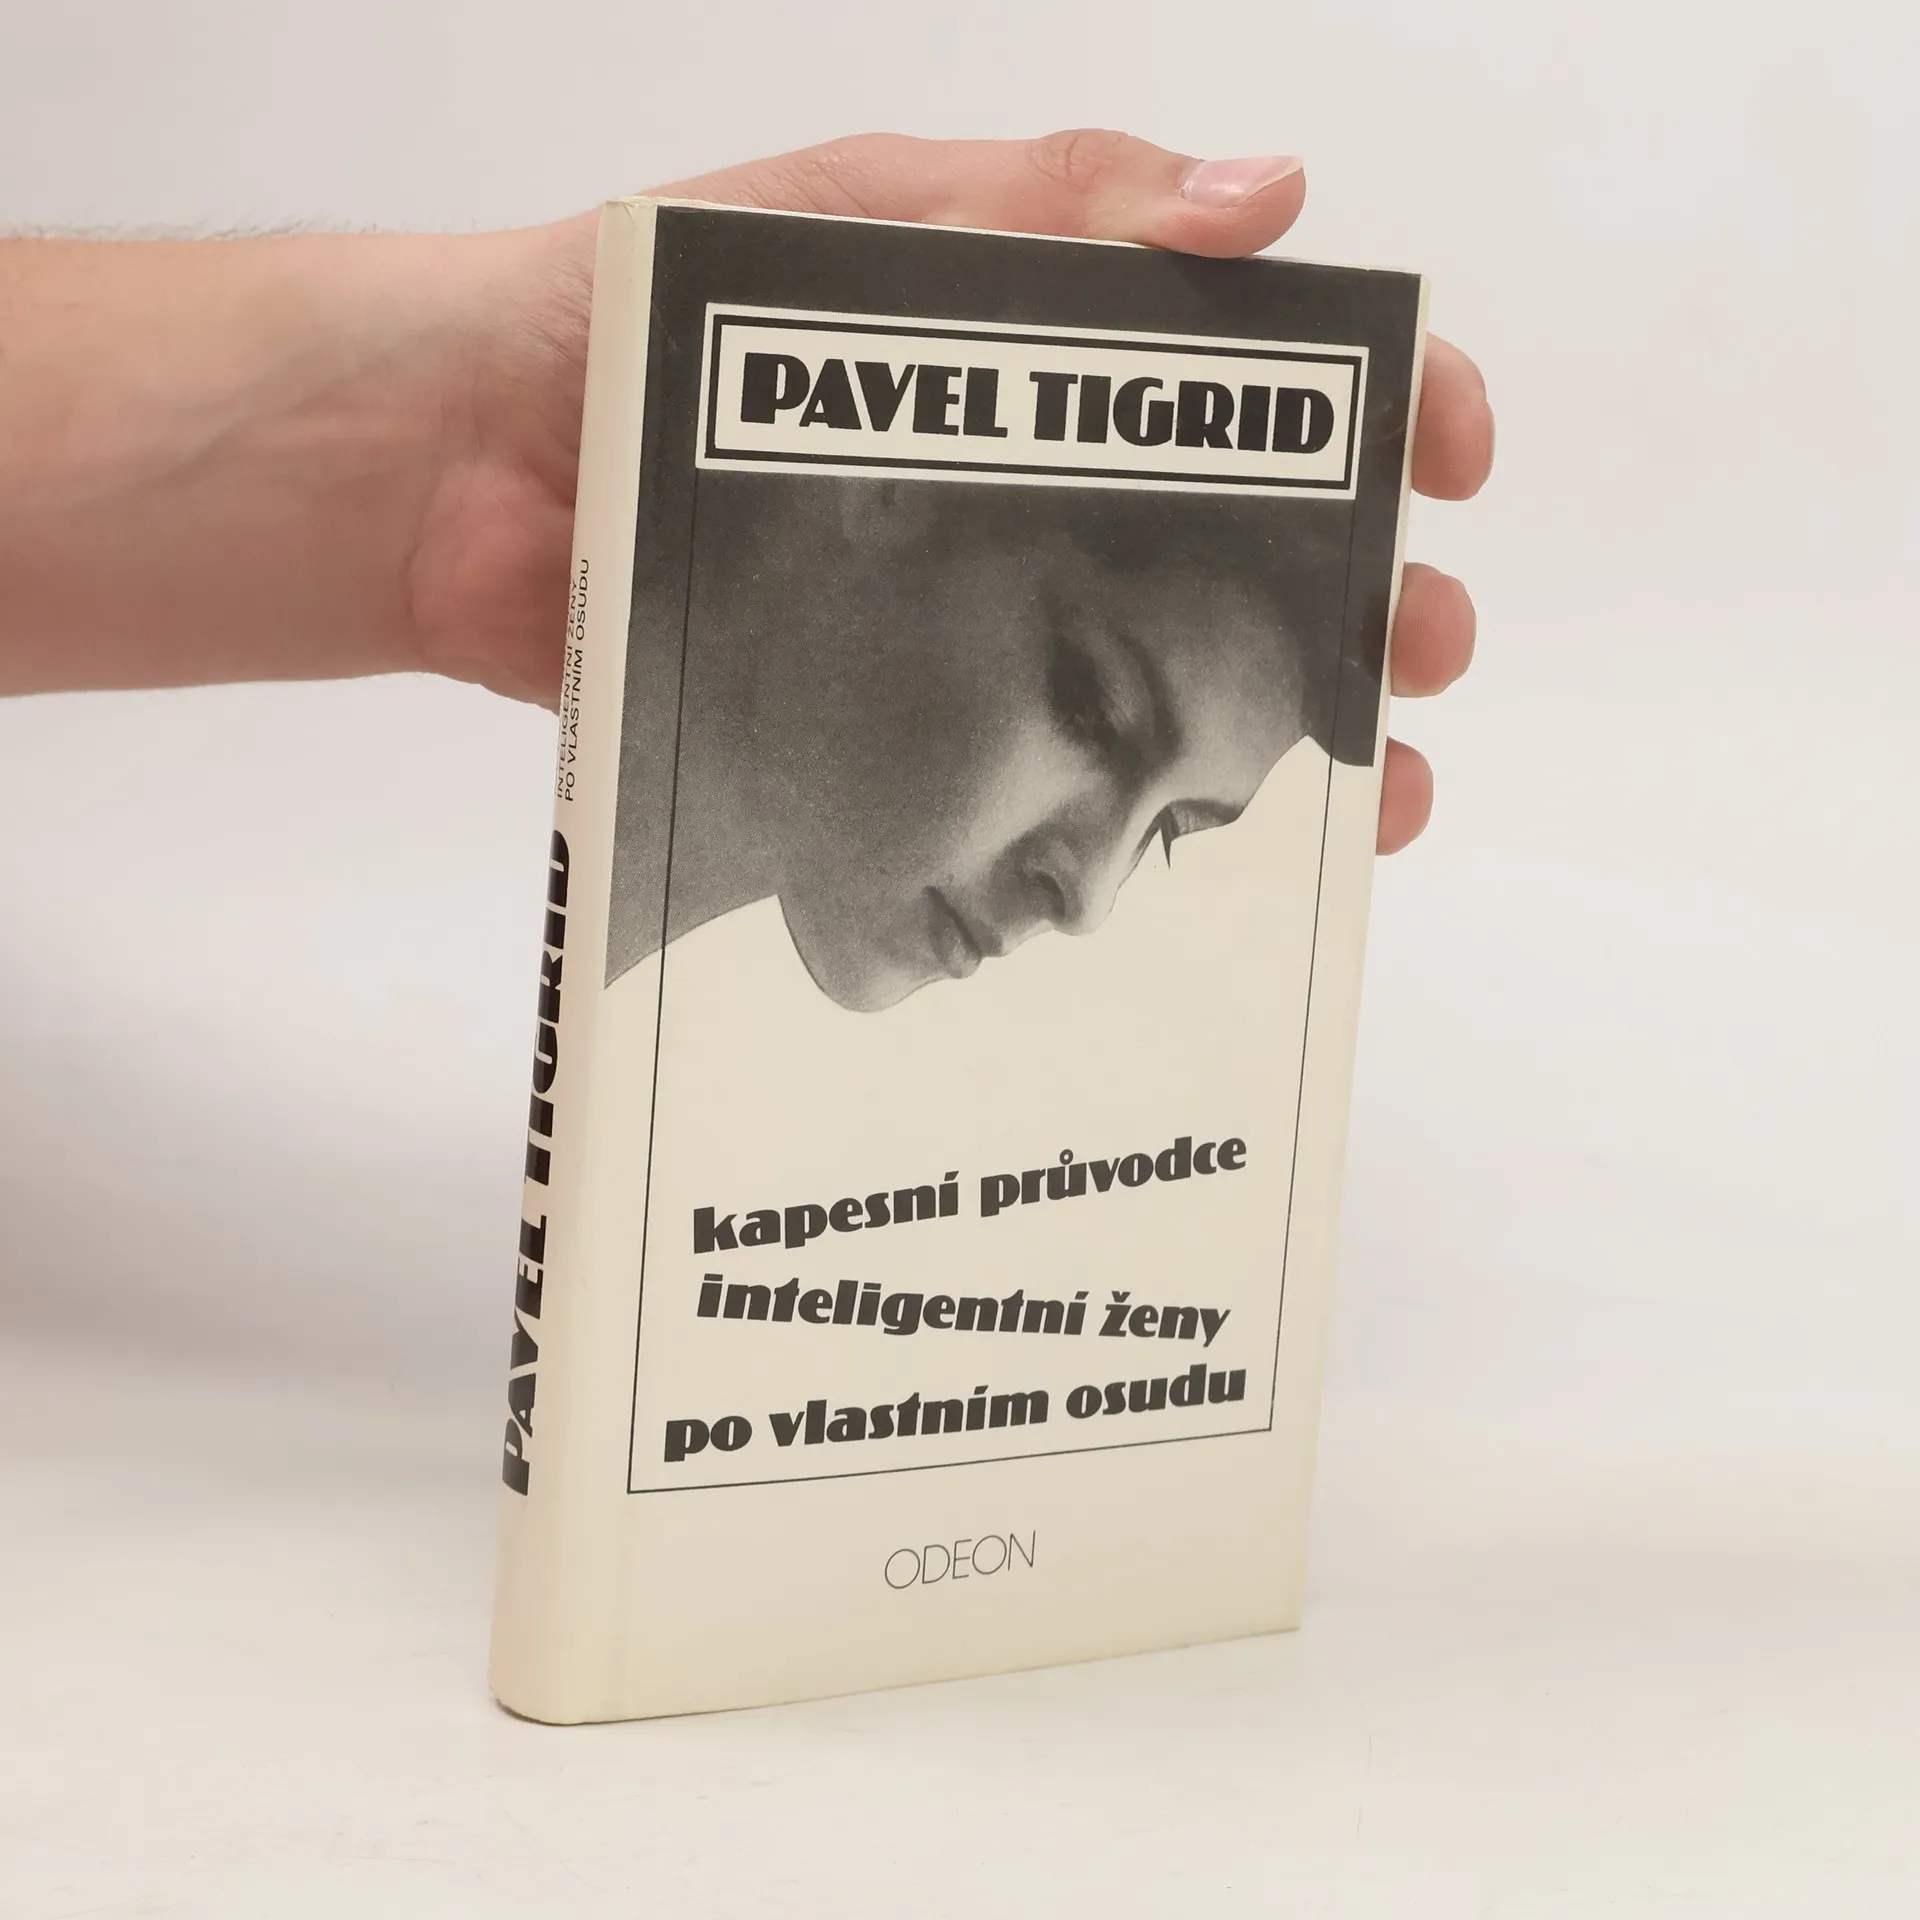 PAVEL TIGRID
kapesní průvodce
inteligentní ženy
po vlastním osudu
ODEON
PAVEL TIGRID
INTELIGENTNÍ ŽENY
PO VLASTNÍM OSUDU